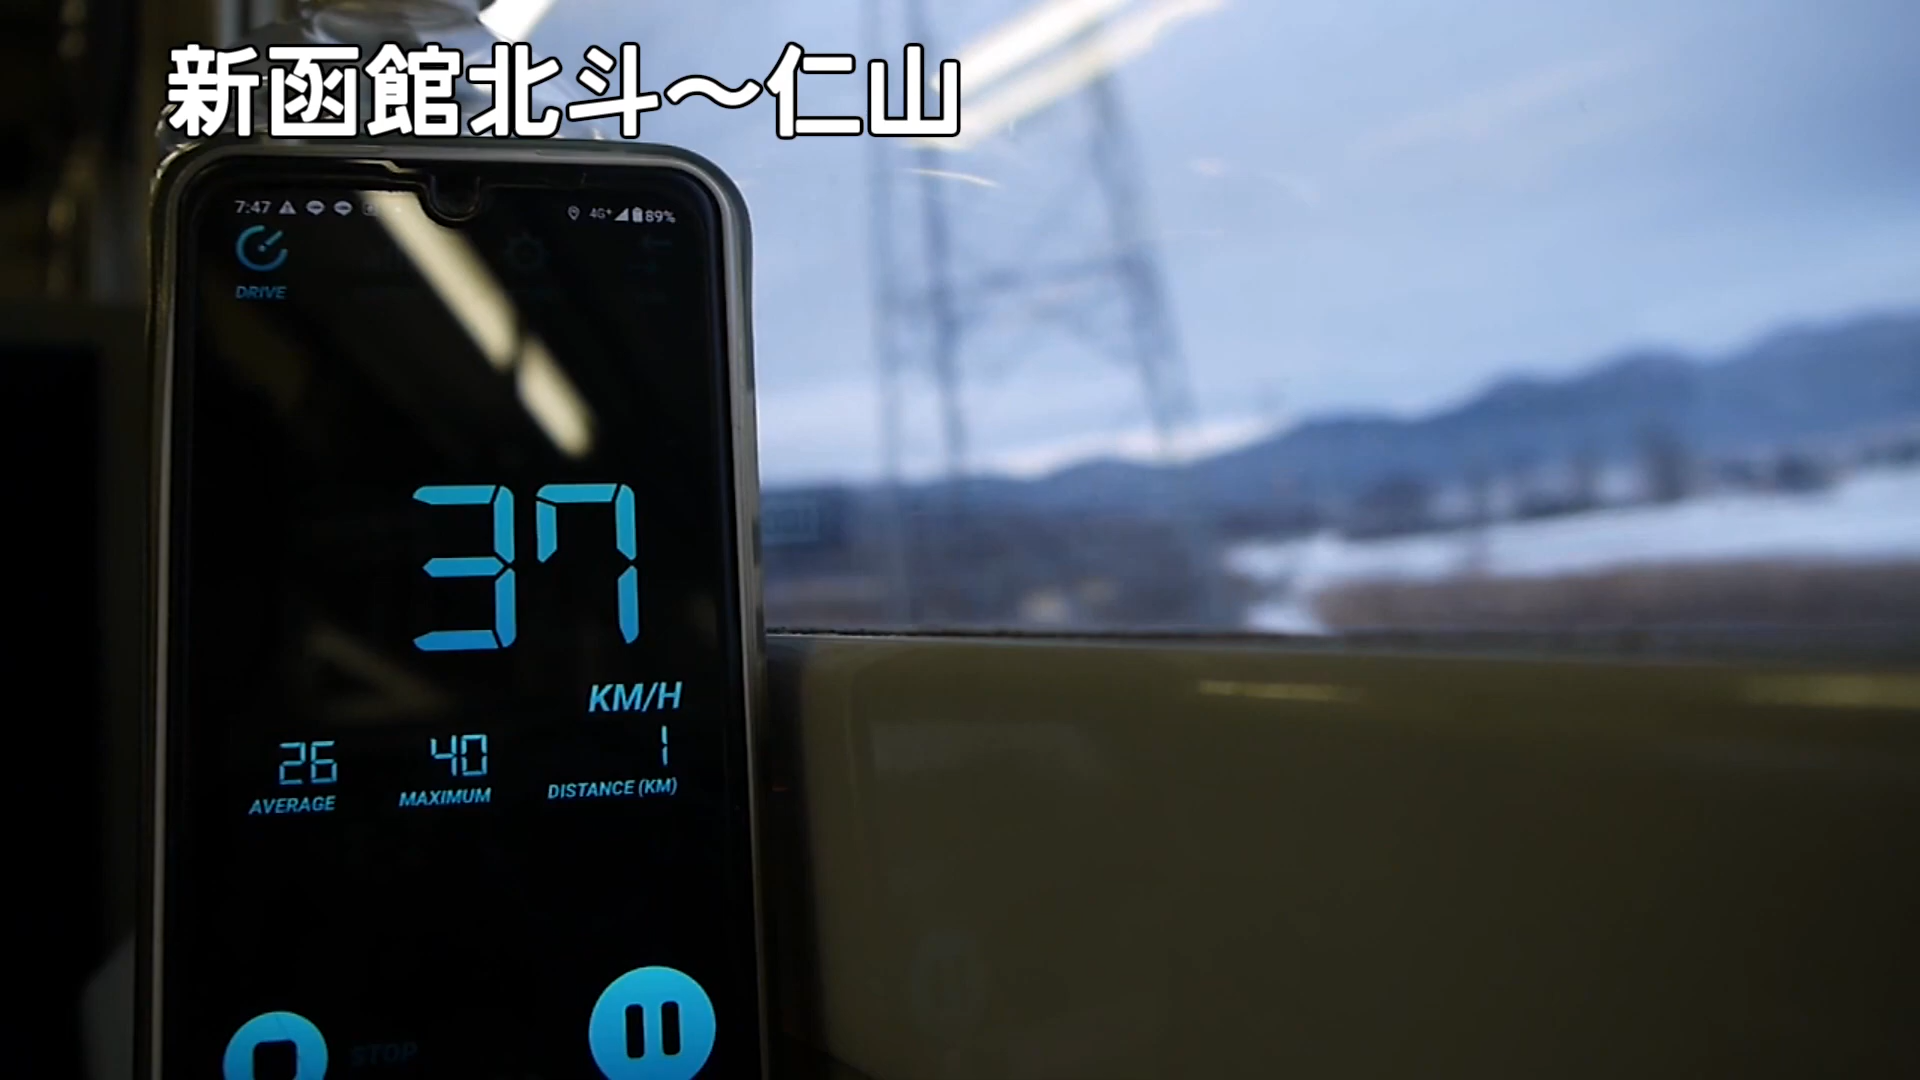 新函館北斗～仁山
7:47
4G+ 89%
DRIVE
37
KM/H
26 40 1
AVERAGE MAXIMUM DISTANCE (KM)
STOP